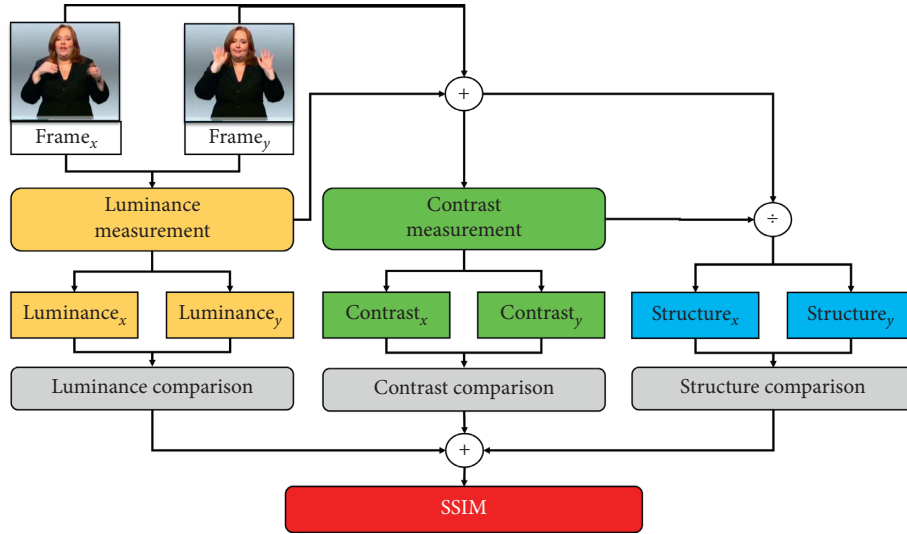 Frame_x
Frame_y
+
Luminance
measurement
Contrast
measurement
÷
Luminance_x
Luminance_y
Contrast_x
Contrast_y
Structure_x
Structure_y
Luminance comparison
Contrast comparison
Structure comparison
+
SSIM